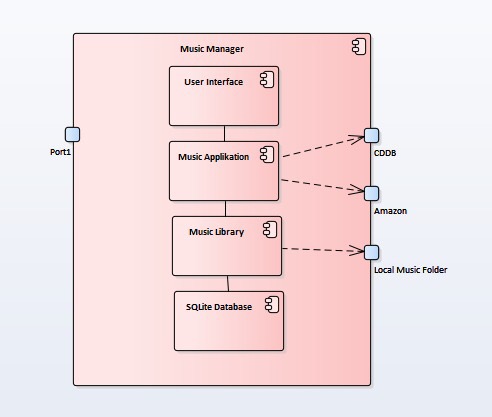 Music Manager
User Interface
Port1
Music Applikation
CDDB
Amazon
Music Library
Local Music Folder
SQLite Database